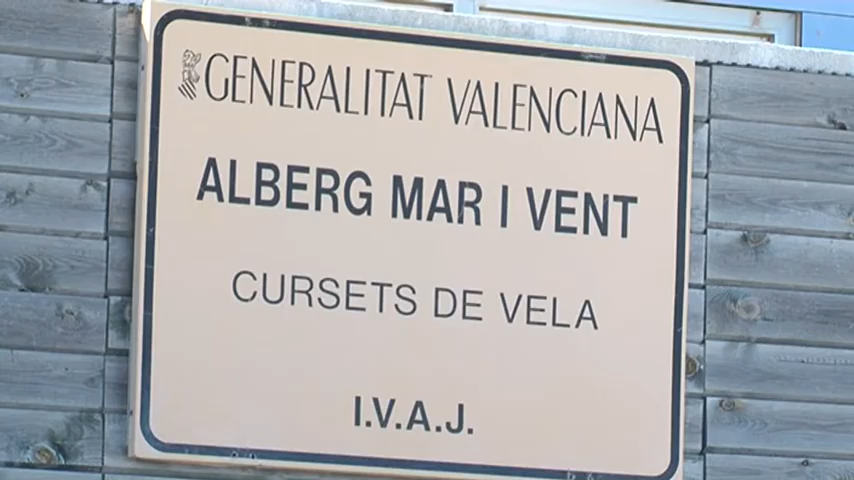 GENERALITAT VALENCIANA
ALBERG MAR I VENT
CURSETS DE VELA
I.V.A.J.